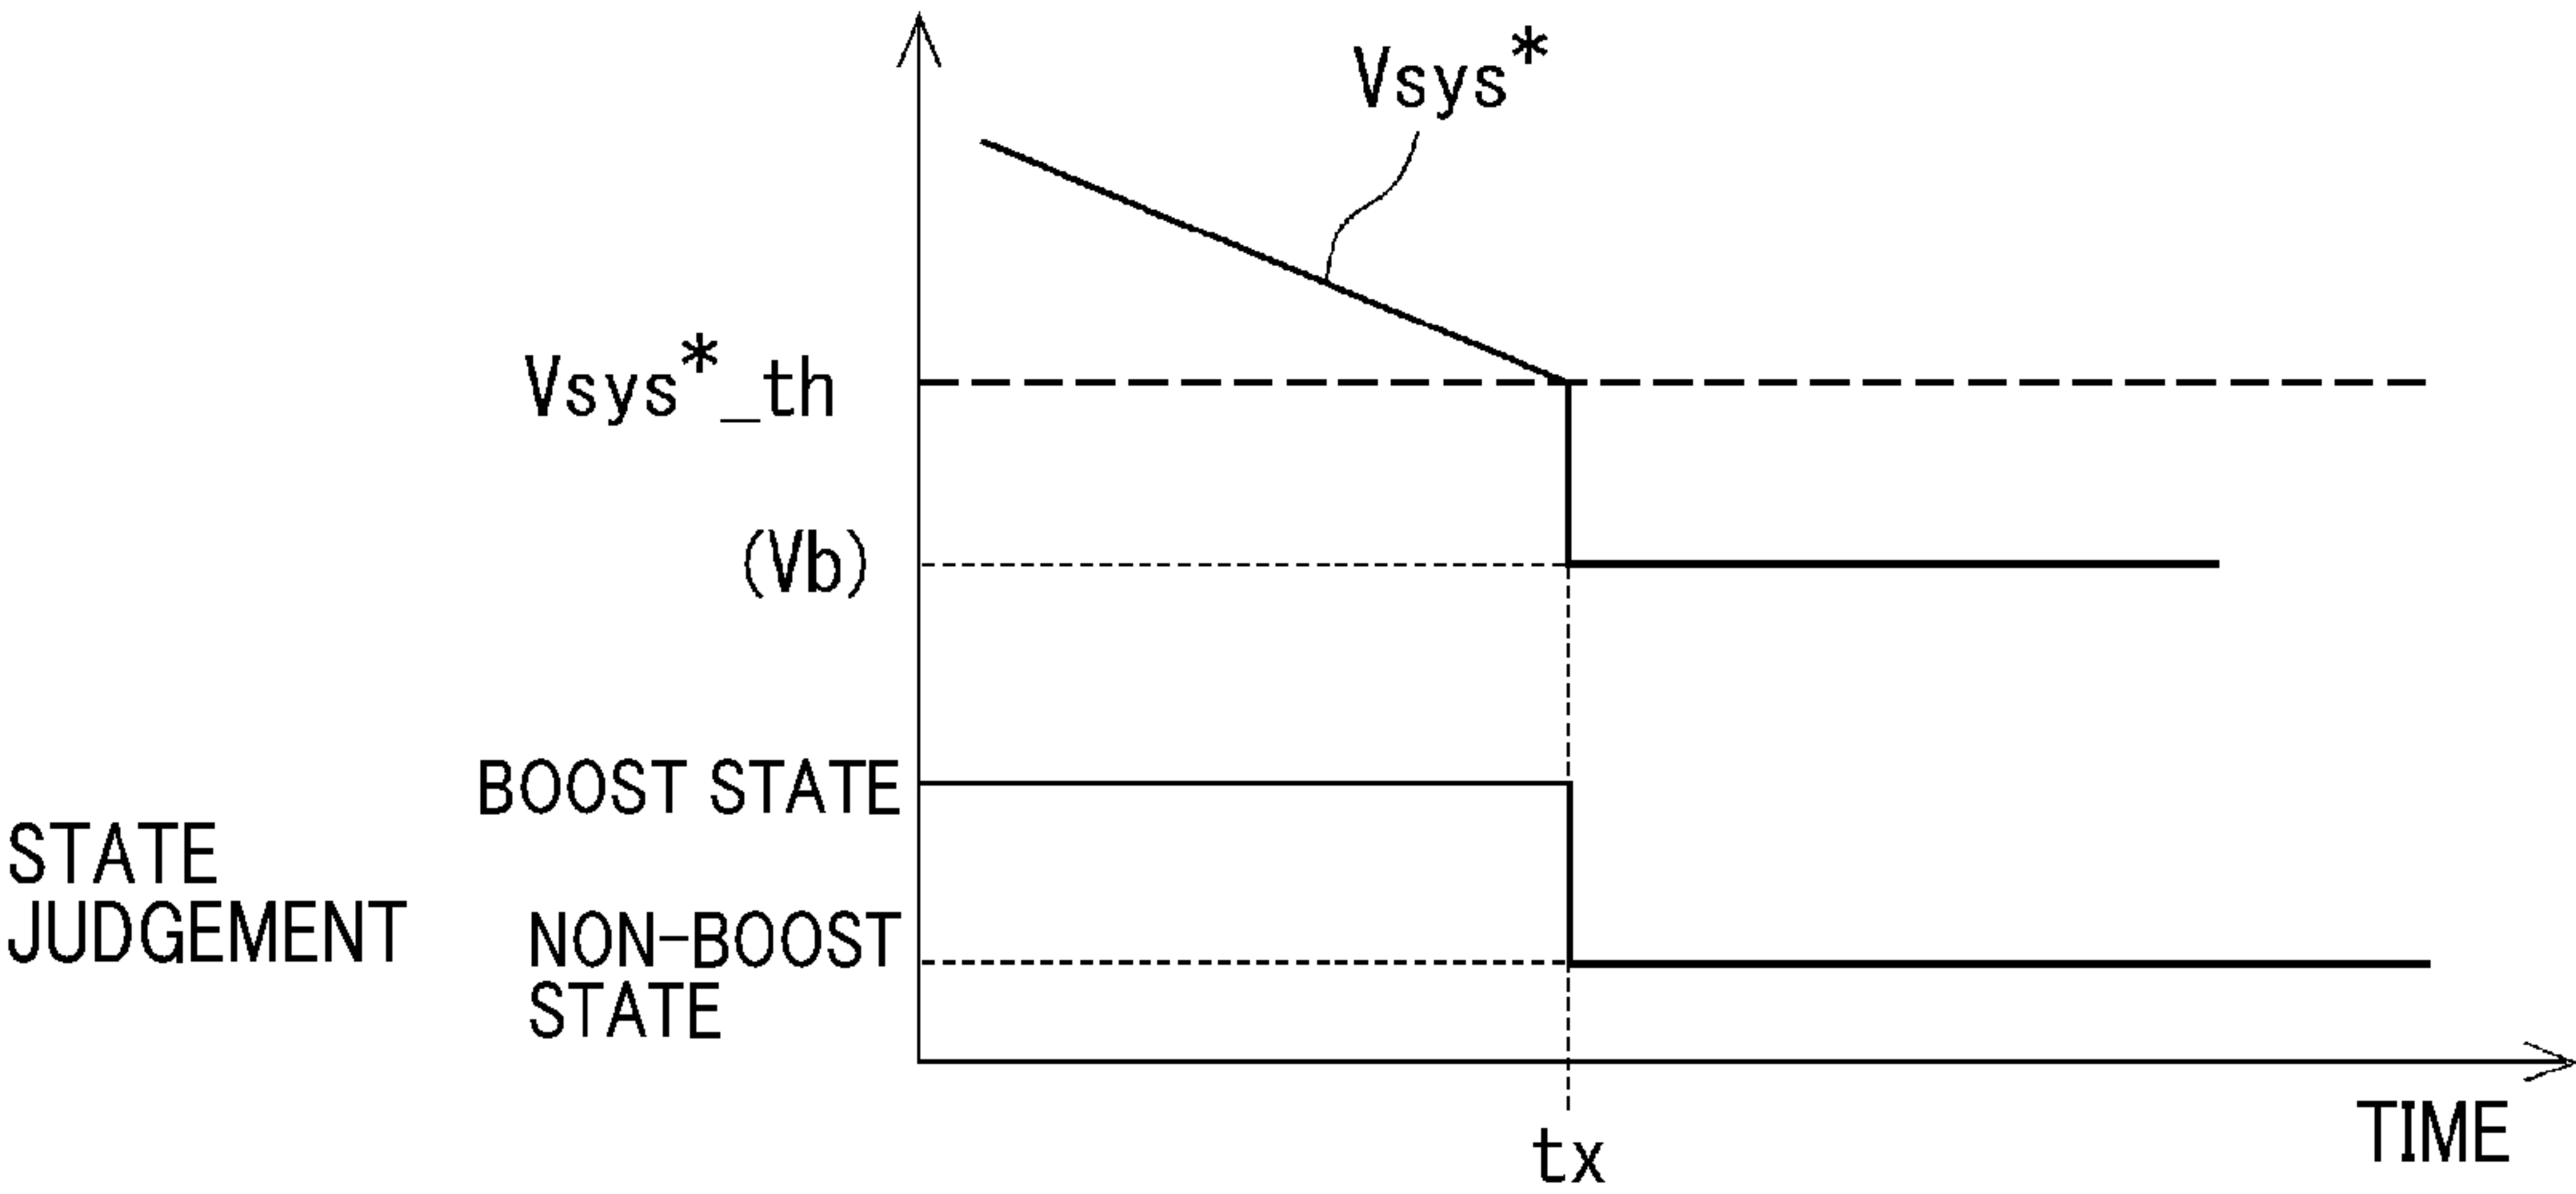 Vsys*
Vsys*_th
(Vb)
BOOST STATE
STATE
JUDGEMENT
NON-BOOST
STATE
TIME
tx